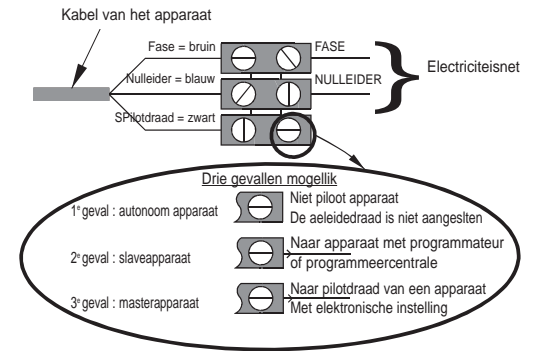 Kabel van het apparaat
Fase = bruin
FASE
Nulleider = blauw
NULLEIDER
Electriciteisnet
SPilotdraad = zwart
Drie gevallen mogellik
1e geval : autonoom apparaat
Niet piloot apparaat
De aeleidedraad is niet aangeslten
2e geval : slaveapparaat
Naar apparaat met programmateur
of programmeercentrale
3e geval : masterapparaat
Naar pilotdraad van een apparaat
Met elektronische instelling